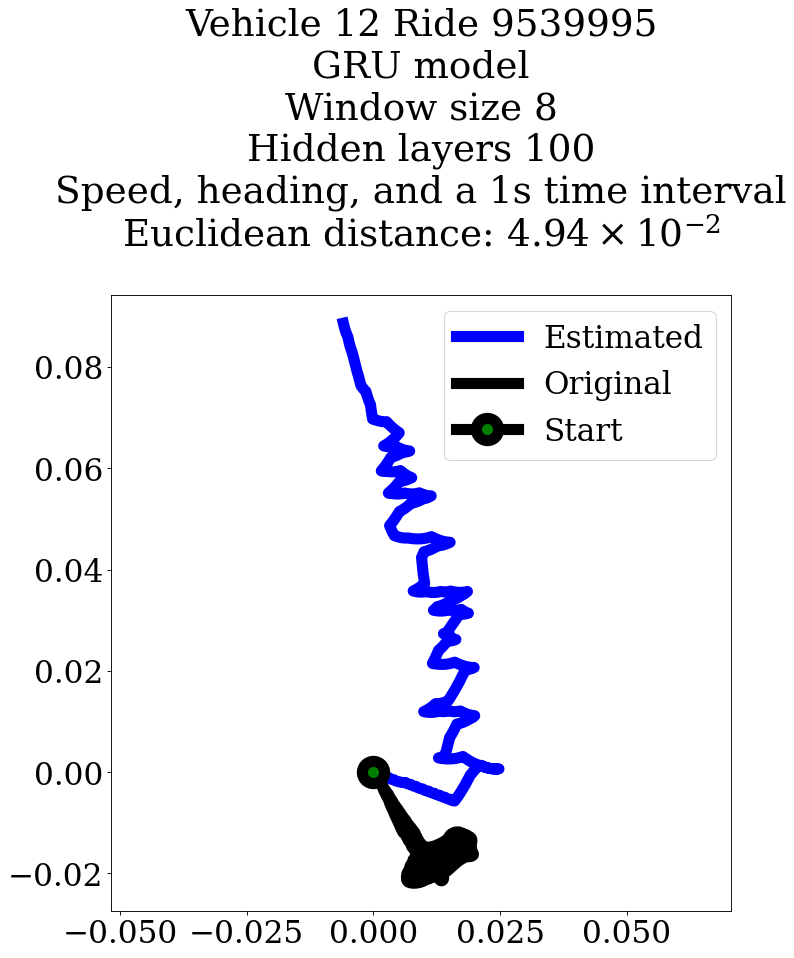 Vehicle 12 Ride 9539995
GRU model
Window size 8
Hidden layers 100
Speed, heading, and a 1s time interval
Euclidean distance: 4.94 × 10⁻²
Estimated
Original
Start
0.08
0.06
0.04
0.02
0.00
−0.02
−0.050 −0.025 0.000 0.025 0.050